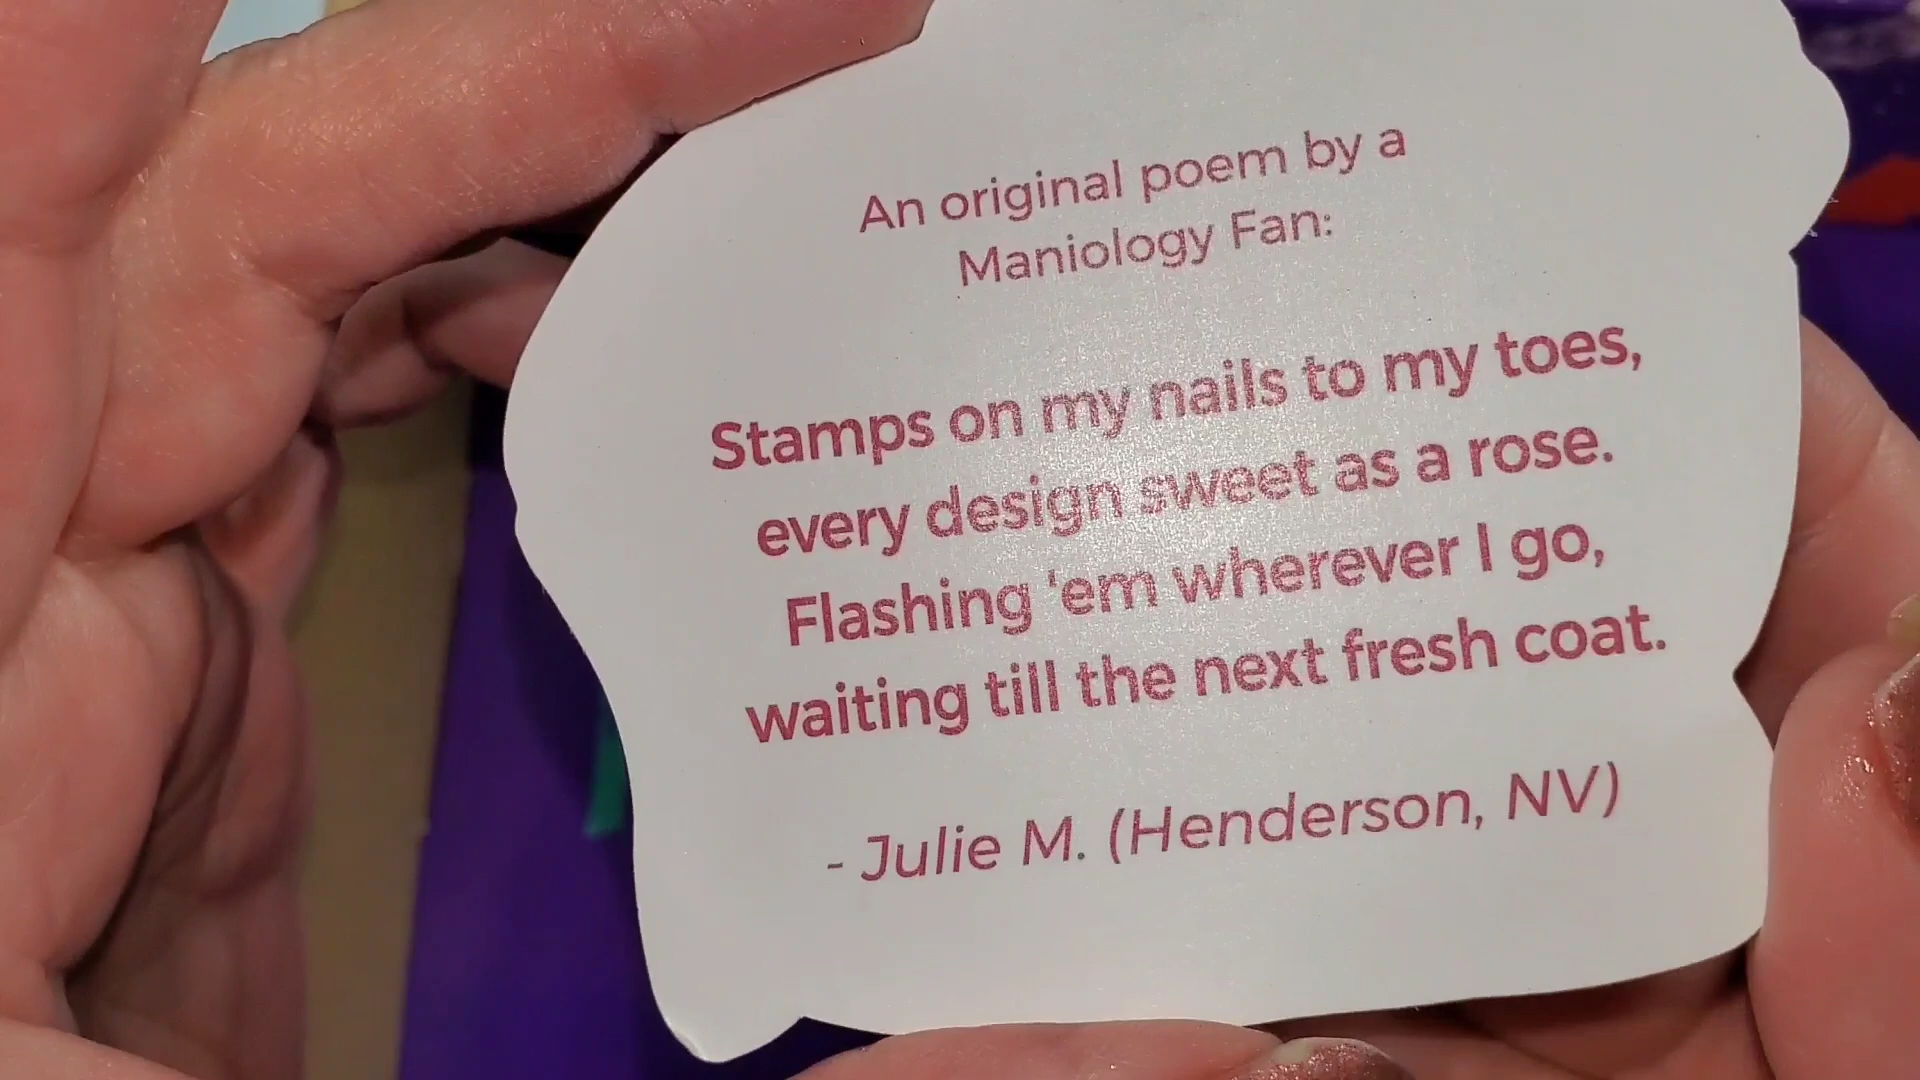 An original poem by a
Maniology Fan:
Stamps on my nails to my toes,
every design sweet as a rose.
Flashing 'em wherever I go,
waiting till the next fresh coat.
- Julie M. (Henderson, NV)